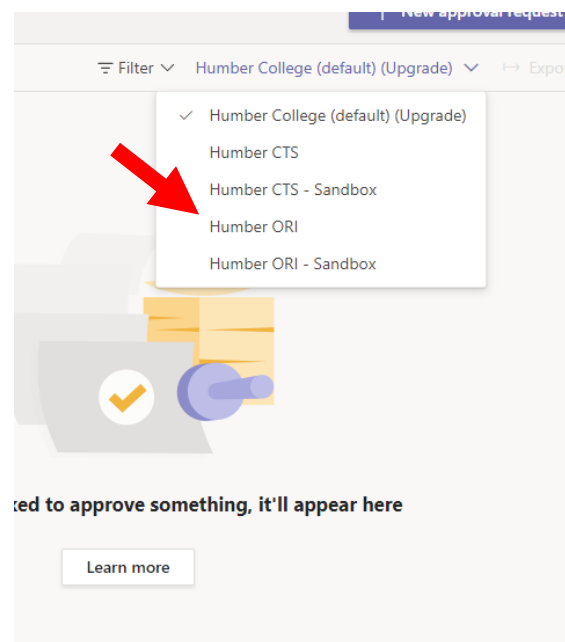 New approval request
Filter Humber College (default) (Upgrade) Expo
Humber College (default) (Upgrade)
Humber CTS
Humber CTS - Sandbox
Humber ORI
Humber ORI - Sandbox
ked to approve something, it'll appear here
Learn more